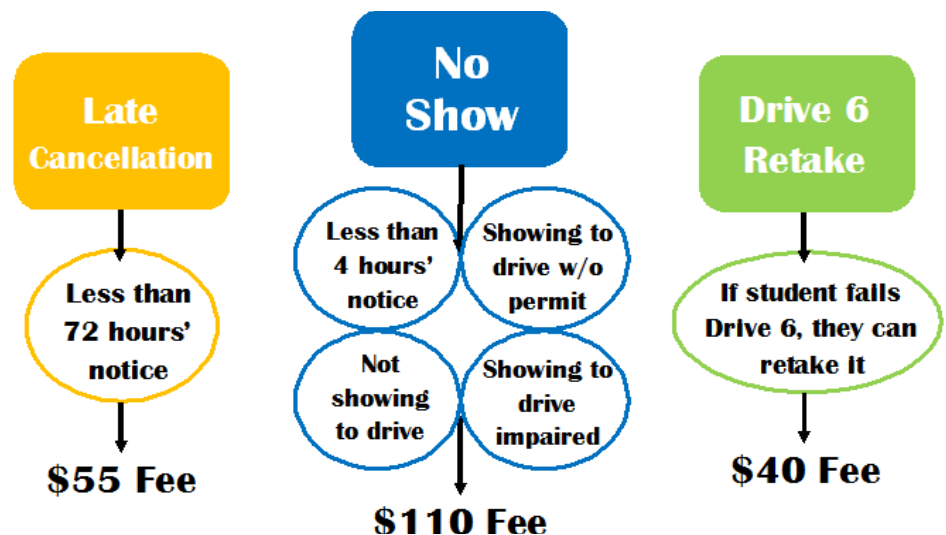 Late
Cancellation
Less than
72 hours'
notice
$55 Fee
No
Show
Less than
4 hours'
notice
Showing to
drive w/o
permit
Not
showing
to drive
Showing to
drive
impaired
$110 Fee
Drive 6
Retake
If student fails
Drive 6, they can
retake it
$40 Fee